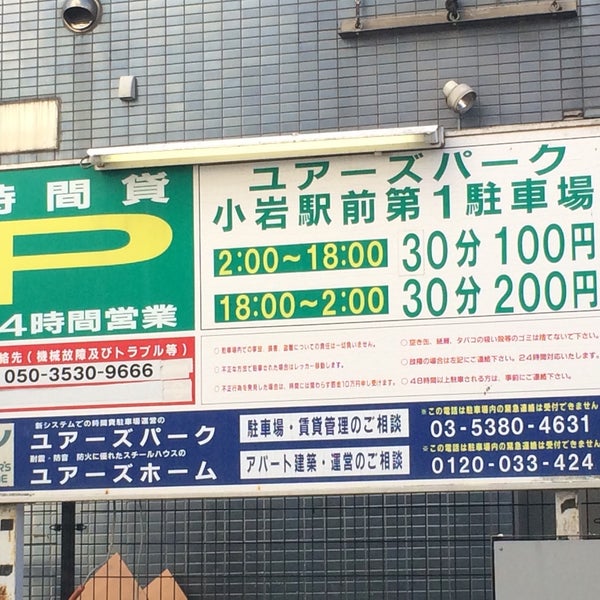 時間貸
P
24時間営業
連絡先(機械故障及びトラブル等)
050-3530-9666
ユアーズパーク
小岩駅前第1駐車場
2:00〜18:00 30分 100円
18:00〜2:00 30分 200円
○駐車場内での事故、損害、盗難についての責任は一切負いません。
○不正な方法で駐車された場合はレッカー移動します。
○不正行為を発見した場合は、時間には関わらず罰金10万円申し受けます。
○空き缶、紙屑、タバコの吸い殻等のゴミは捨てないで下さい。
○故障の場合は左記にご連絡下さい。24時間対応いたします。
○48時間以上駐車される方は、事前にご連絡下さい。
新システムでの時間貸駐車場運営の
ユアーズパーク
耐震・防音 防火に優れたスチールハウスの
ユアーズホーム
駐車場・賃貸管理のご相談
アパート建築・運営のご相談
※この電話は駐車場内の緊急連絡は受付できません
03-5380-4631
※この電話は駐車場内の緊急連絡は受付できません
0120-033-424